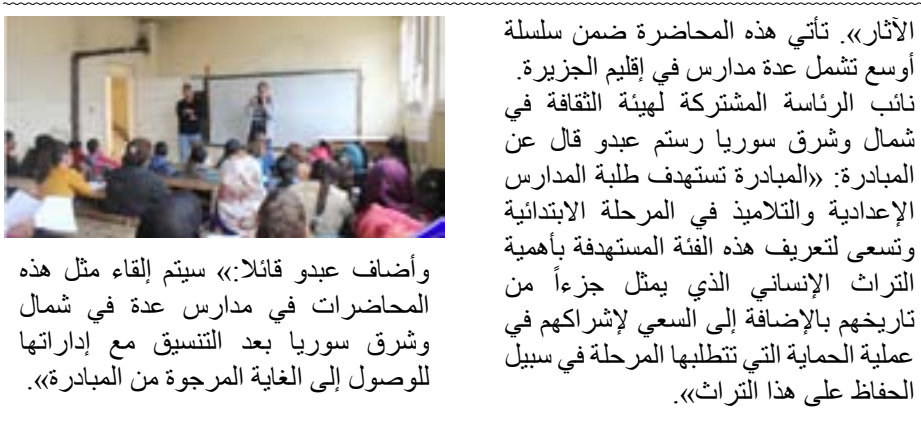 الآثار». تأتي هذه المحاضرة ضمن سلسلة
أوسع تشمل عدة مدارس في إقليم الجزيرة.
نائب الرئاسة المشتركة لهيئة الثقافة في
شمال وشرق سوريا رستم عبدو قال عن
المبادرة: «المبادرة تستهدف طلبة المدارس
الإعدادية والتلاميذ في المرحلة الابتدائية
وتسعى لتعريف هذه الفئة المستهدفة بأهمية
التراث الإنساني الذي يمثل جزءاً من
تاريخهم بالإضافة إلى السعي لإشراكهم في
عملية الحماية التي تتطلبها المرحلة في سبيل
الحفاظ على هذا التراث».
وأضاف عبدو قائلا:» سيتم إلقاء مثل هذه
المحاضرات في مدارس عدة في شمال
وشرق سوريا بعد التنسيق مع إداراتها
للوصول إلى الغاية المرجوة من المبادرة».